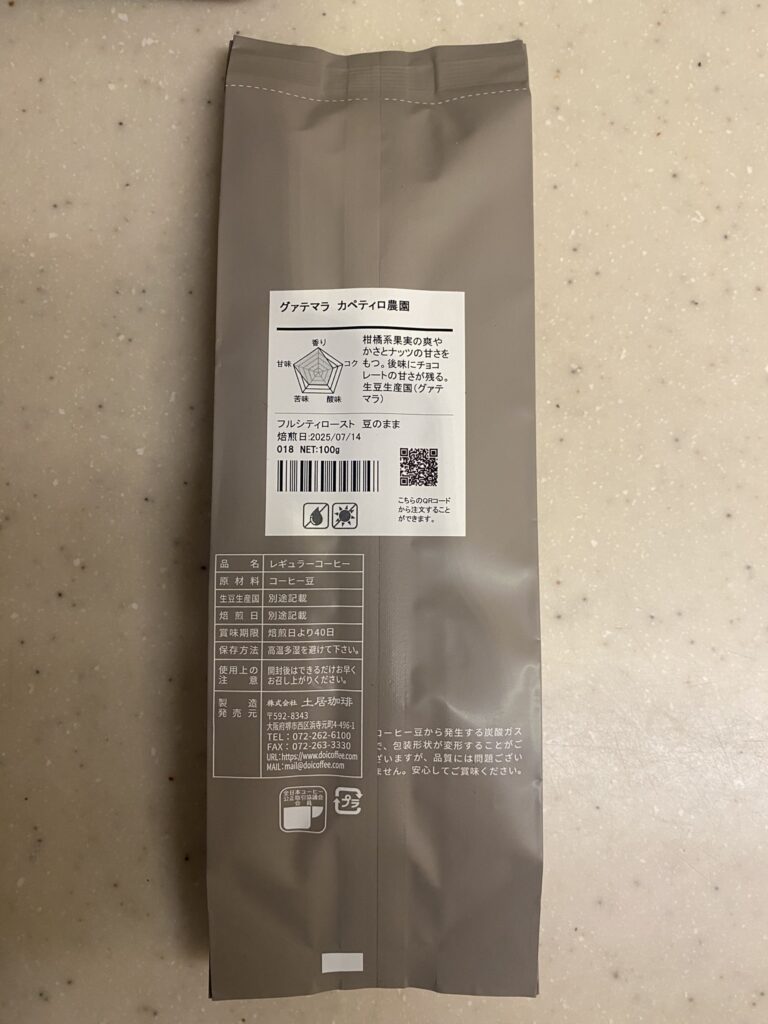 グァテマラ カペティロ農園
香り
甘味
コク
苦味
酸味
柑橘系果実の爽や
かさとナッツの甘さを
もつ。後味にチョコ
レートの甘さが残る。
生豆生産国(グァテ
マラ)
フルシティロースト 豆のまま
焙煎日:2025/07/14
018 NET:100g
こちらのQRコード
から注文すること
ができます。
品名 レギュラーコーヒー
原材料 コーヒー豆
生豆生産国 別途記載
焙煎日 別途記載
賞味期限 焙煎日より40日
保存方法 高温多湿を避けて下さい。
使用上の
注意
開封後はできるだけお早く
お召し上がりください。
製造
発売元
株式会社 土居珈琲
〒592-8343
大阪府堺市西区浜寺元町4-496-1
TEL:072-262-6100
FAX:072-263-3330
URL:https://www.doicoffee.com
MAIL:mail@doicoffee.com
コーヒー豆から発生する炭酸ガス
で、包装形状が変形することがご
ざいますが、品質には問題ござい
ません。安心してご賞味ください。
全日本コーヒー
公正取引協議会
会員
プラ